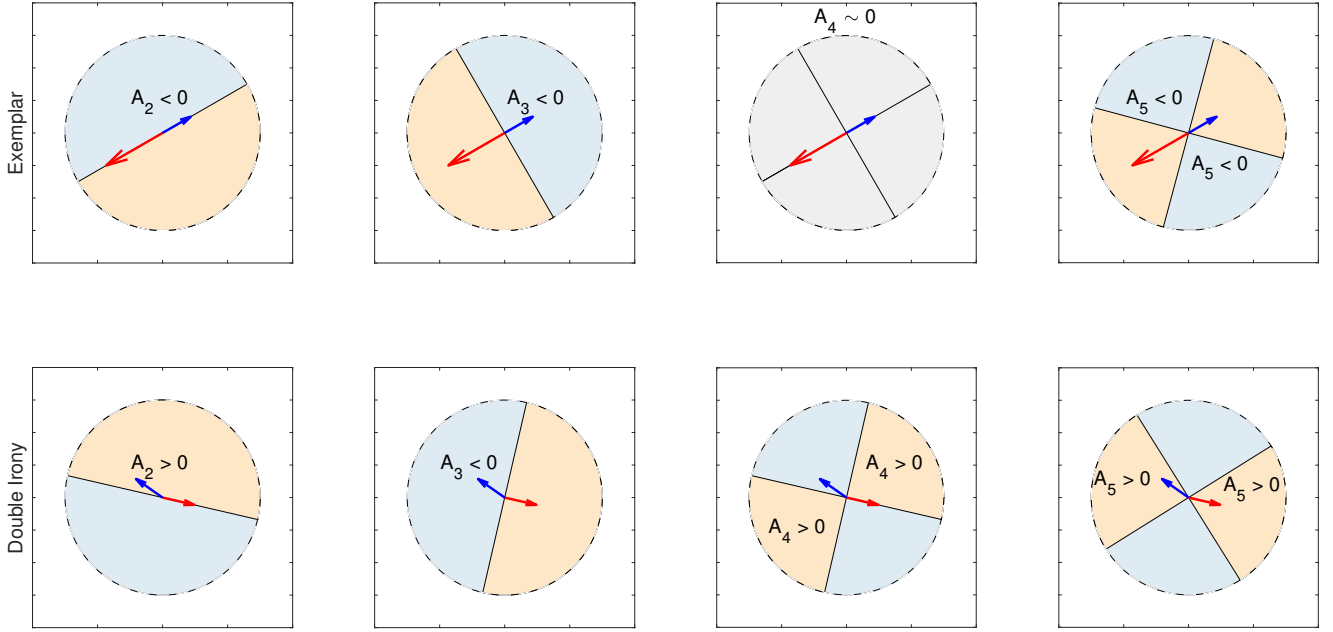 Exemplar
A₂ < 0
A₃ < 0
A₄ ∼ 0
A₅ < 0
A₅ < 0
Double Irony
A₂ > 0
A₃ < 0
A₄ > 0
A₄ > 0
A₅ > 0
A₅ > 0